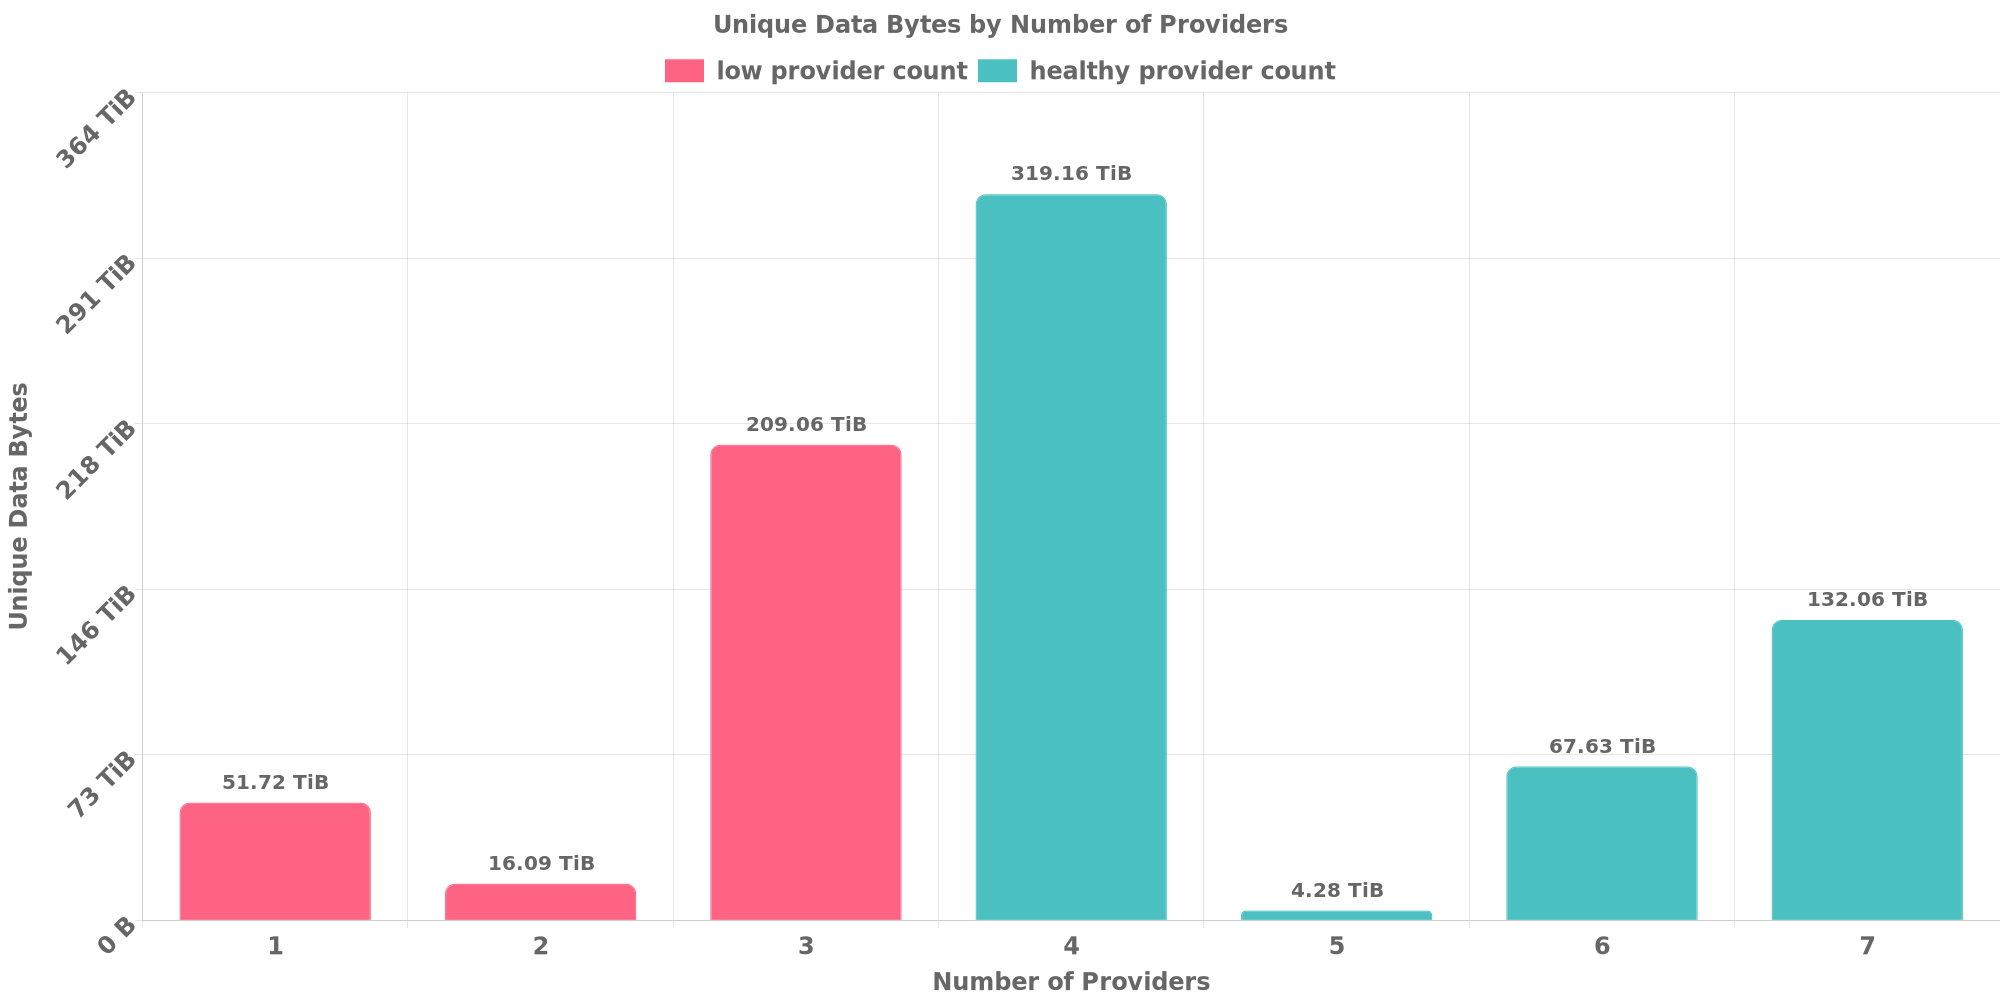 Unique Data Bytes by Number of Providers
low provider count
healthy provider count
364 TiB
291 TiB
218 TiB
146 TiB
73 TiB
0 B
Unique Data Bytes
51.72 TiB
16.09 TiB
209.06 TiB
319.16 TiB
4.28 TiB
67.63 TiB
132.06 TiB
1 2 3 4 5 6 7
Number of Providers